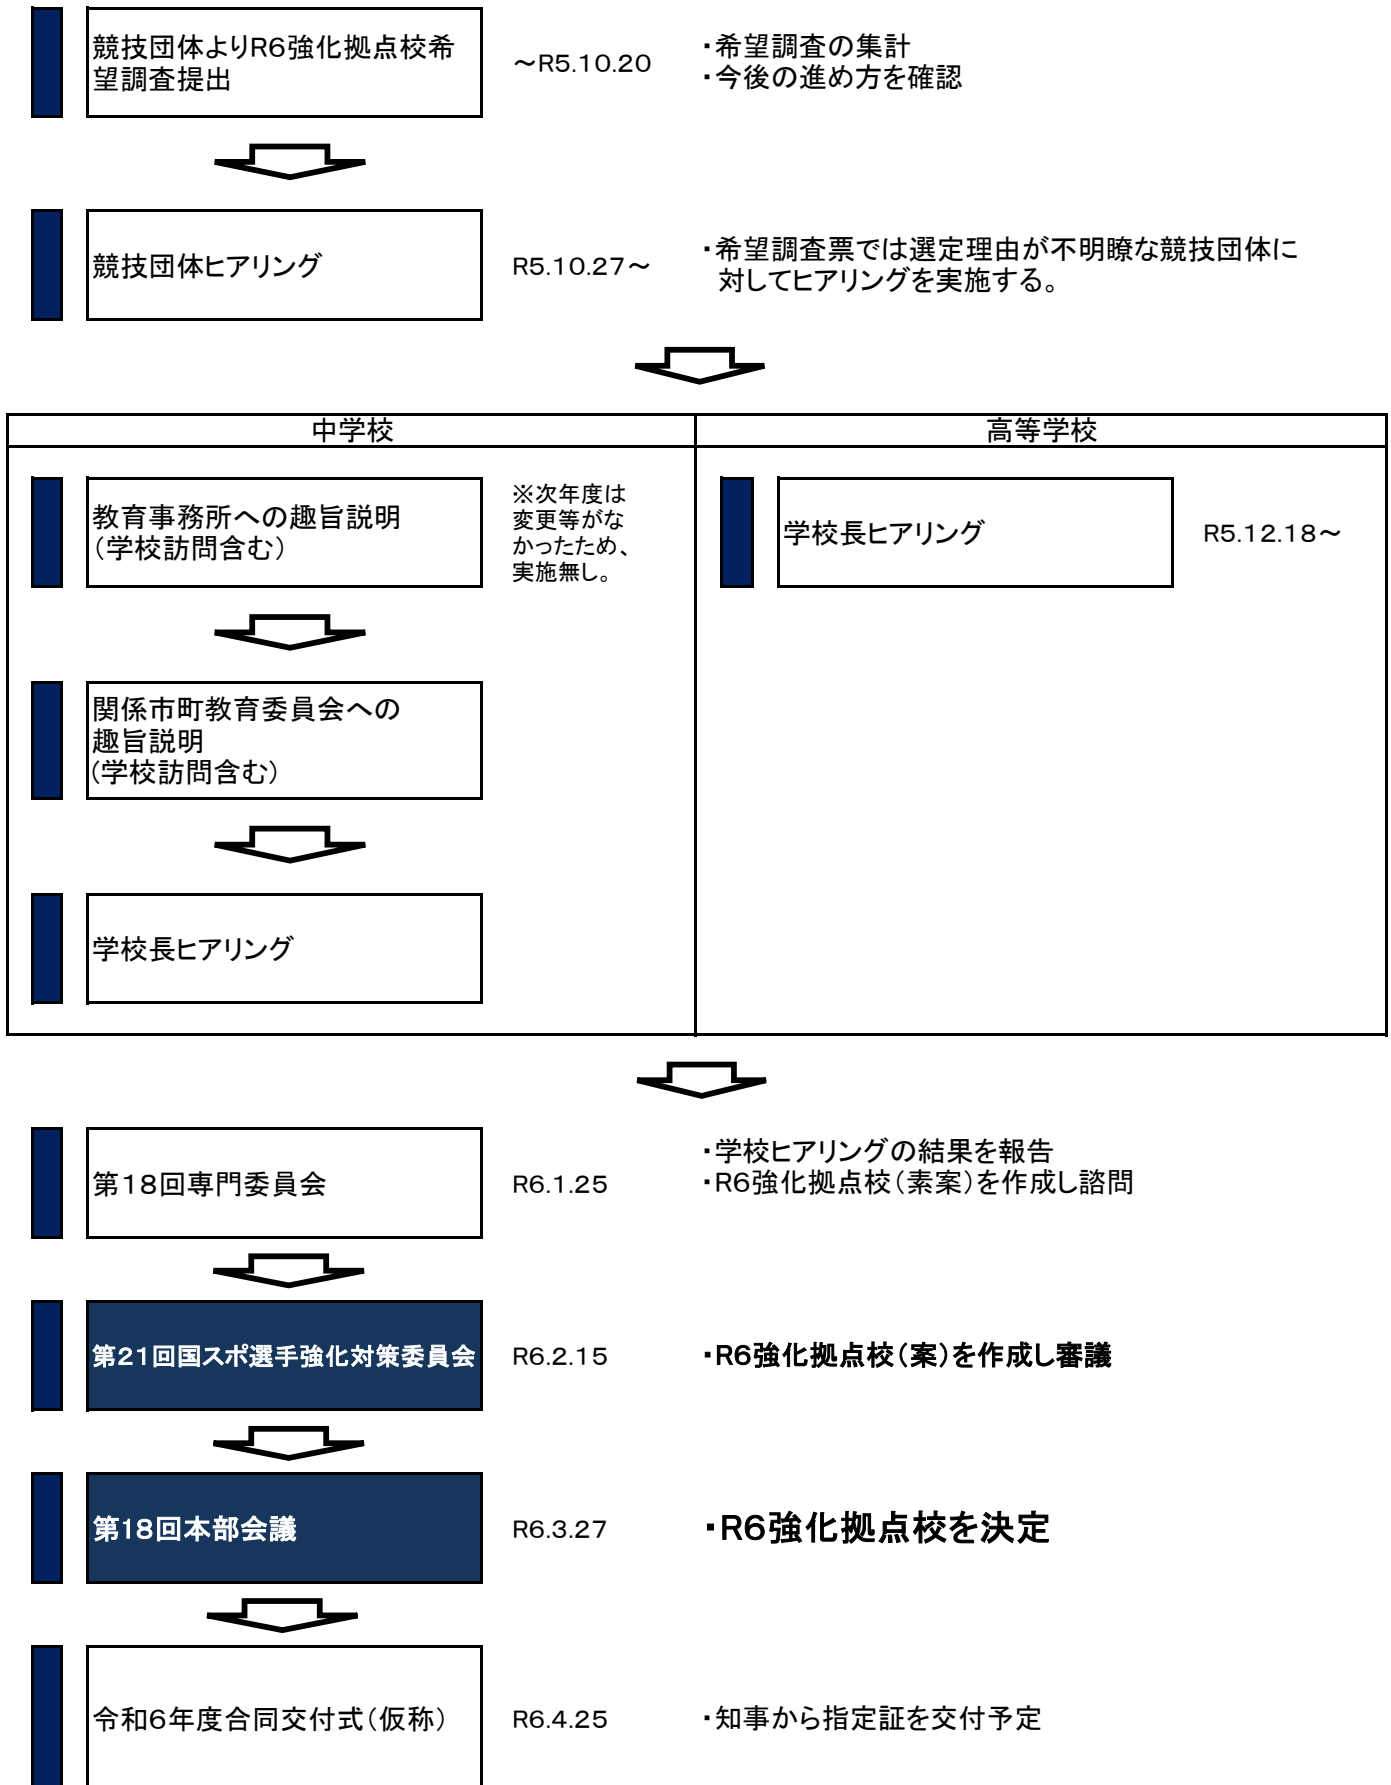 競技団体よりR6強化拠点校希
望調査提出
～R5.10.20
・希望調査の集計
・今後の進め方を確認
競技団体ヒアリング
R5.10.27～
・希望調査票では選定理由が不明瞭な競技団体に
対してヒアリングを実施する。
中学校
高等学校
教育事務所への趣旨説明
（学校訪問含む）
※次年度は
変更等がな
かったため、
実施無し。
学校長ヒアリング
R5.12.18～
関係市町教育委員会への
趣旨説明
(学校訪問含む）
学校長ヒアリング
第18回専門委員会
R6.1.25
・学校ヒアリングの結果を報告
・R6強化拠点校（素案）を作成し諮問
第21回国スポ選手強化対策委員会
R6.2.15
・R6強化拠点校（案）を作成し審議
第18回本部会議
R6.3.27
・R6強化拠点校を決定
令和6年度合同交付式（仮称）
R6.4.25
・知事から指定証を交付予定